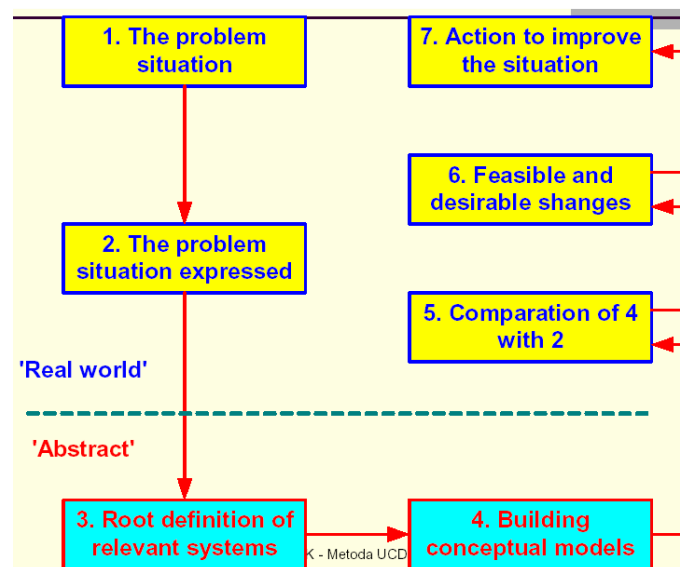 1. The problem
situation
7. Action to improve
the situation
6. Feasible and
desirable shanges
2. The problem
situation expressed
5. Comparation of 4
with 2
'Real world'
'Abstract'
3. Root definition of
relevant systems
4. Building
conceptual models
K - Metoda UCD